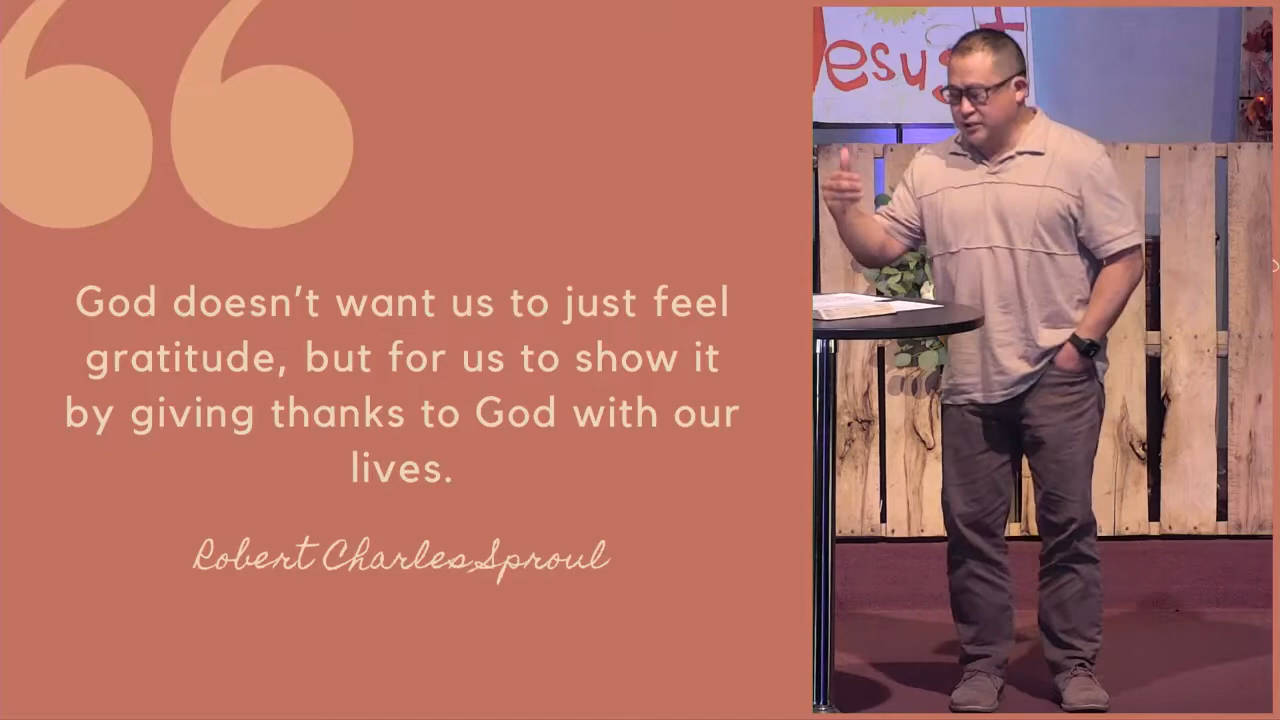 God doesn’t want us to just feel
gratitude, but for us to show it
by giving thanks to God with our
lives.
Robert Charles Sproul
Jesus